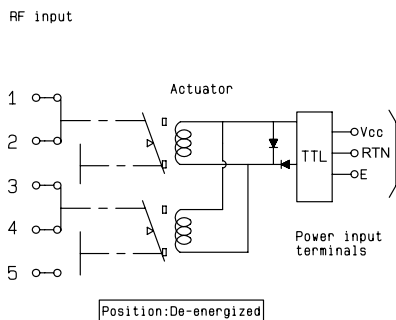 RF input
Actuator
1
2
3
4
5
TTL
Vcc
RTN
E
Power input
terminals
Position:De-energized